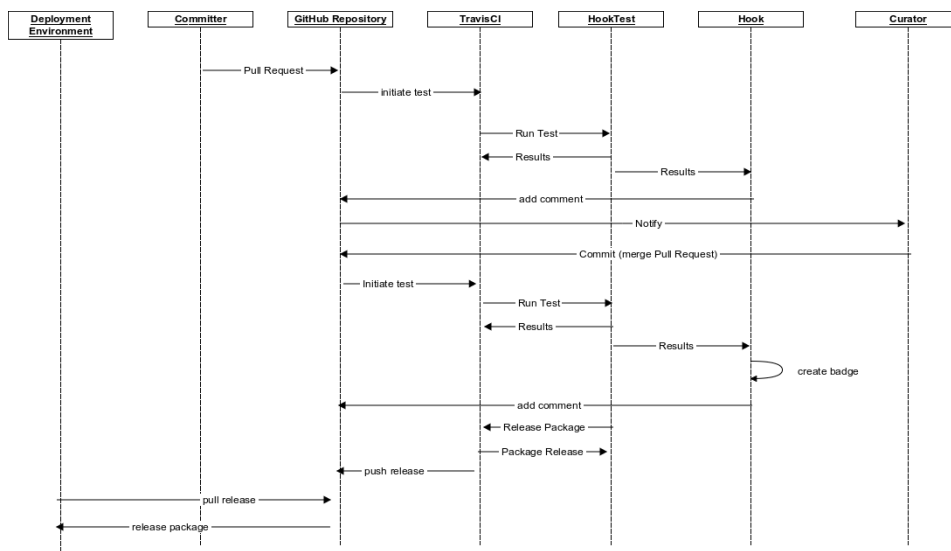 Deployment
Environment
Committer
GitHub Repository
TravisCI
HookTest
Hook
Curator
Pull Request
initiate test
Run Test
Results
Results
add comment
Notify
Commit (merge Pull Request)
Initiate test
Run Test
Results
Results
create badge
add comment
Release Package
Package Release
push release
pull release
release package